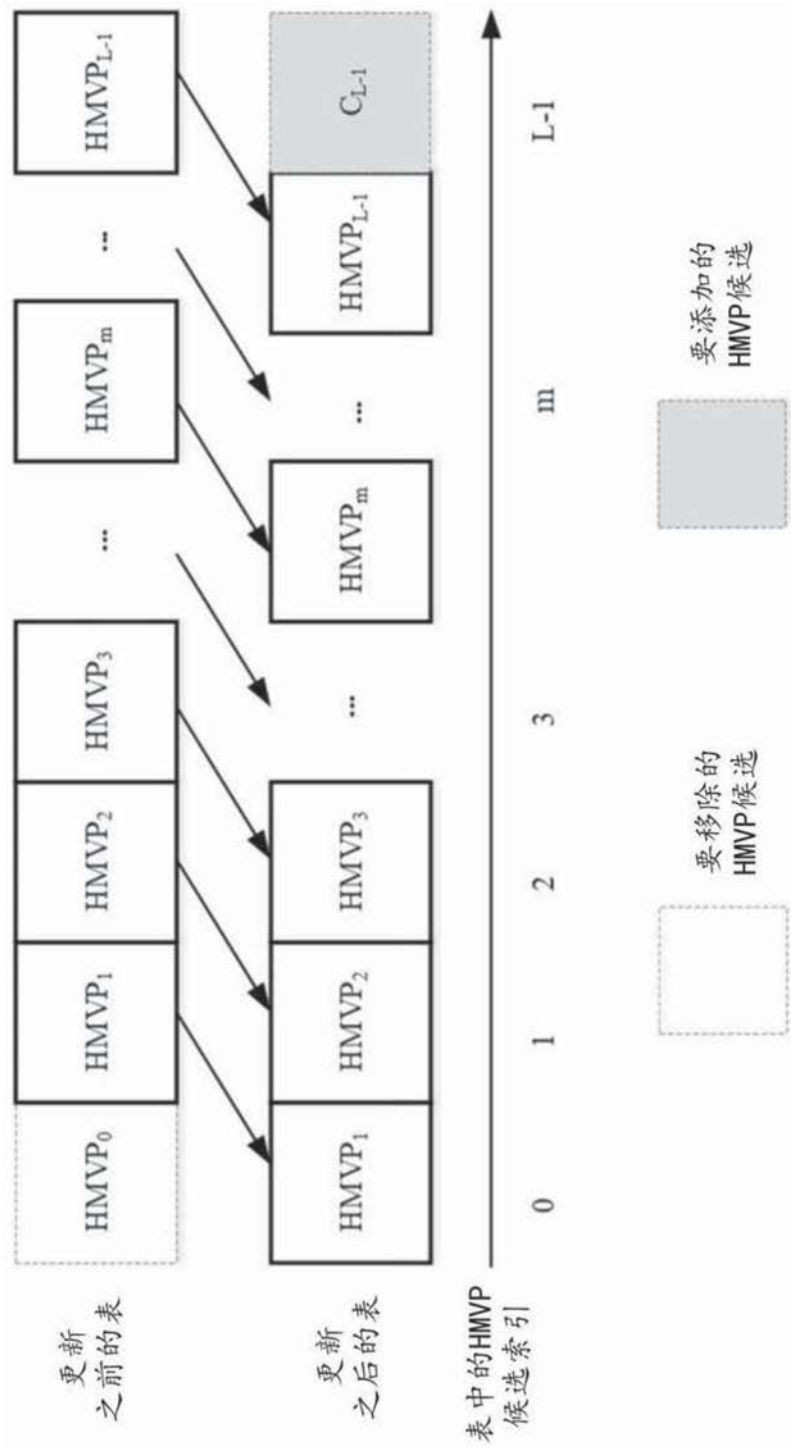 更新
之前的表
HMVP₀
HMVP₁
HMVP₂
HMVP₃
...
HMVPₘ
...
HMVP_L-1
更新
之后的表
HMVP₁
HMVP₂
HMVP₃
...
HMVPₘ
...
HMVP_L-1
C_L-1
表中的HMVP
候选索引
0
1
2
3
m
L-1
要移除的
HMVP候选
要添加的
HMVP候选